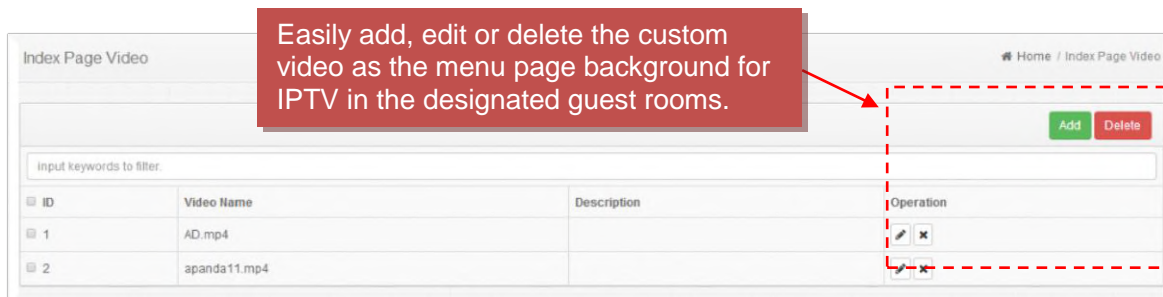 Easily add, edit or delete the custom
video as the menu page background for
IPTV in the designated guest rooms.
Index Page Video
Home / Index Page Video
Add Delete
input keywords to filter.
ID Video Name Description Operation
1 AD.mp4
2 apanda11.mp4